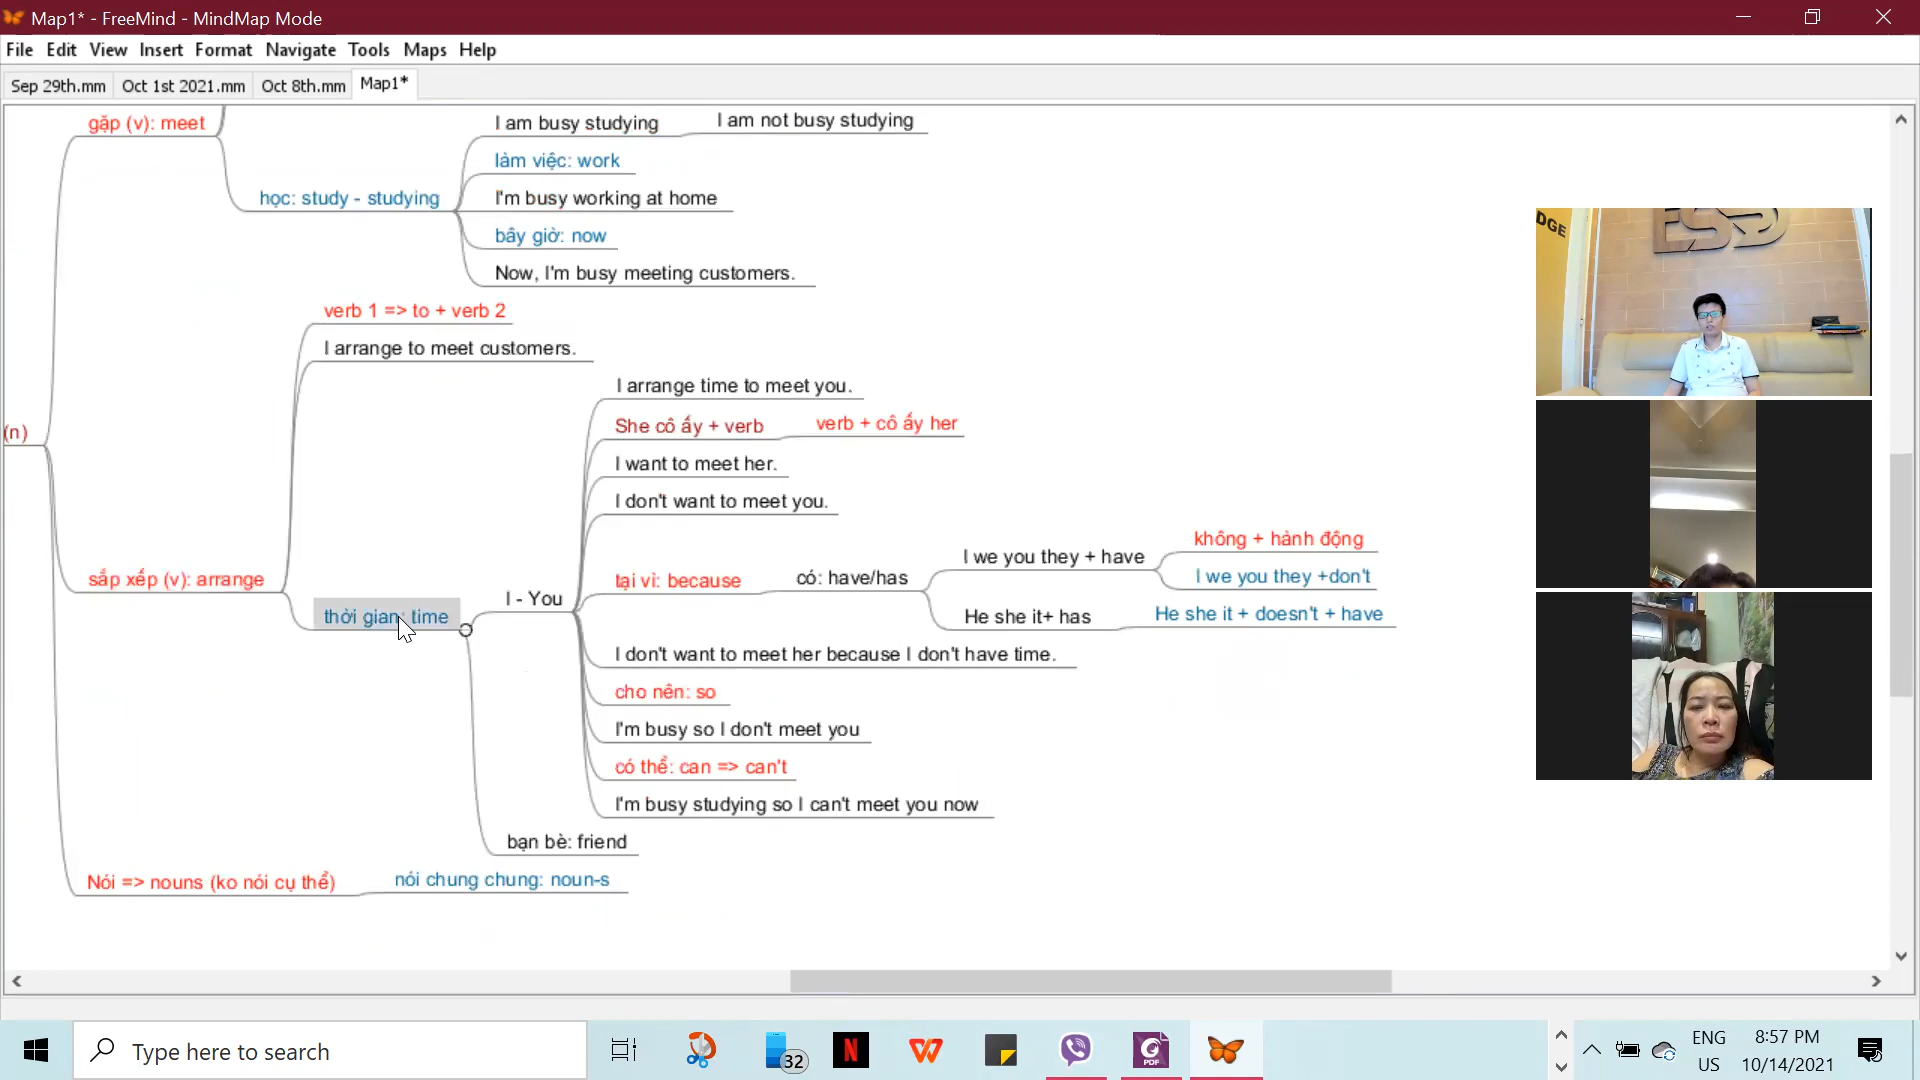 Map1* - FreeMind - MindMap Mode
File Edit View Insert Format Navigate Tools Maps Help
Sep 29th.mm Oct 1st 2021.mm Oct 8th.mm Map1*
gặp (v): meet
I am busy studying
I am not busy studying
làm việc: work
học: study - studying
I'm busy working at home
bây giờ: now
Now, I'm busy meeting customers.
verb 1 => to + verb 2
I arrange to meet customers.
I arrange time to meet you.
(n)
She cô ấy + verb
verb + cô ấy her
I want to meet her.
I don't want to meet you.
không + hành động
I we you they + have
sắp xếp (v): arrange
I - You
tại vì: because
có: have/has
I we you they +don't
thời gian: time
He she it+ has
He she it + doesn't + have
I don't want to meet her because I don't have time.
cho nên: so
I'm busy so I don't meet you
có thể: can => can't
I'm busy studying so I can't meet you now
bạn bè: friend
Nói => nouns (ko nói cụ thể)
nói chung chung: noun-s
DGE
ESD
Type here to search
32
N
W
PDF
ENG
US
8:57 PM
10/14/2021